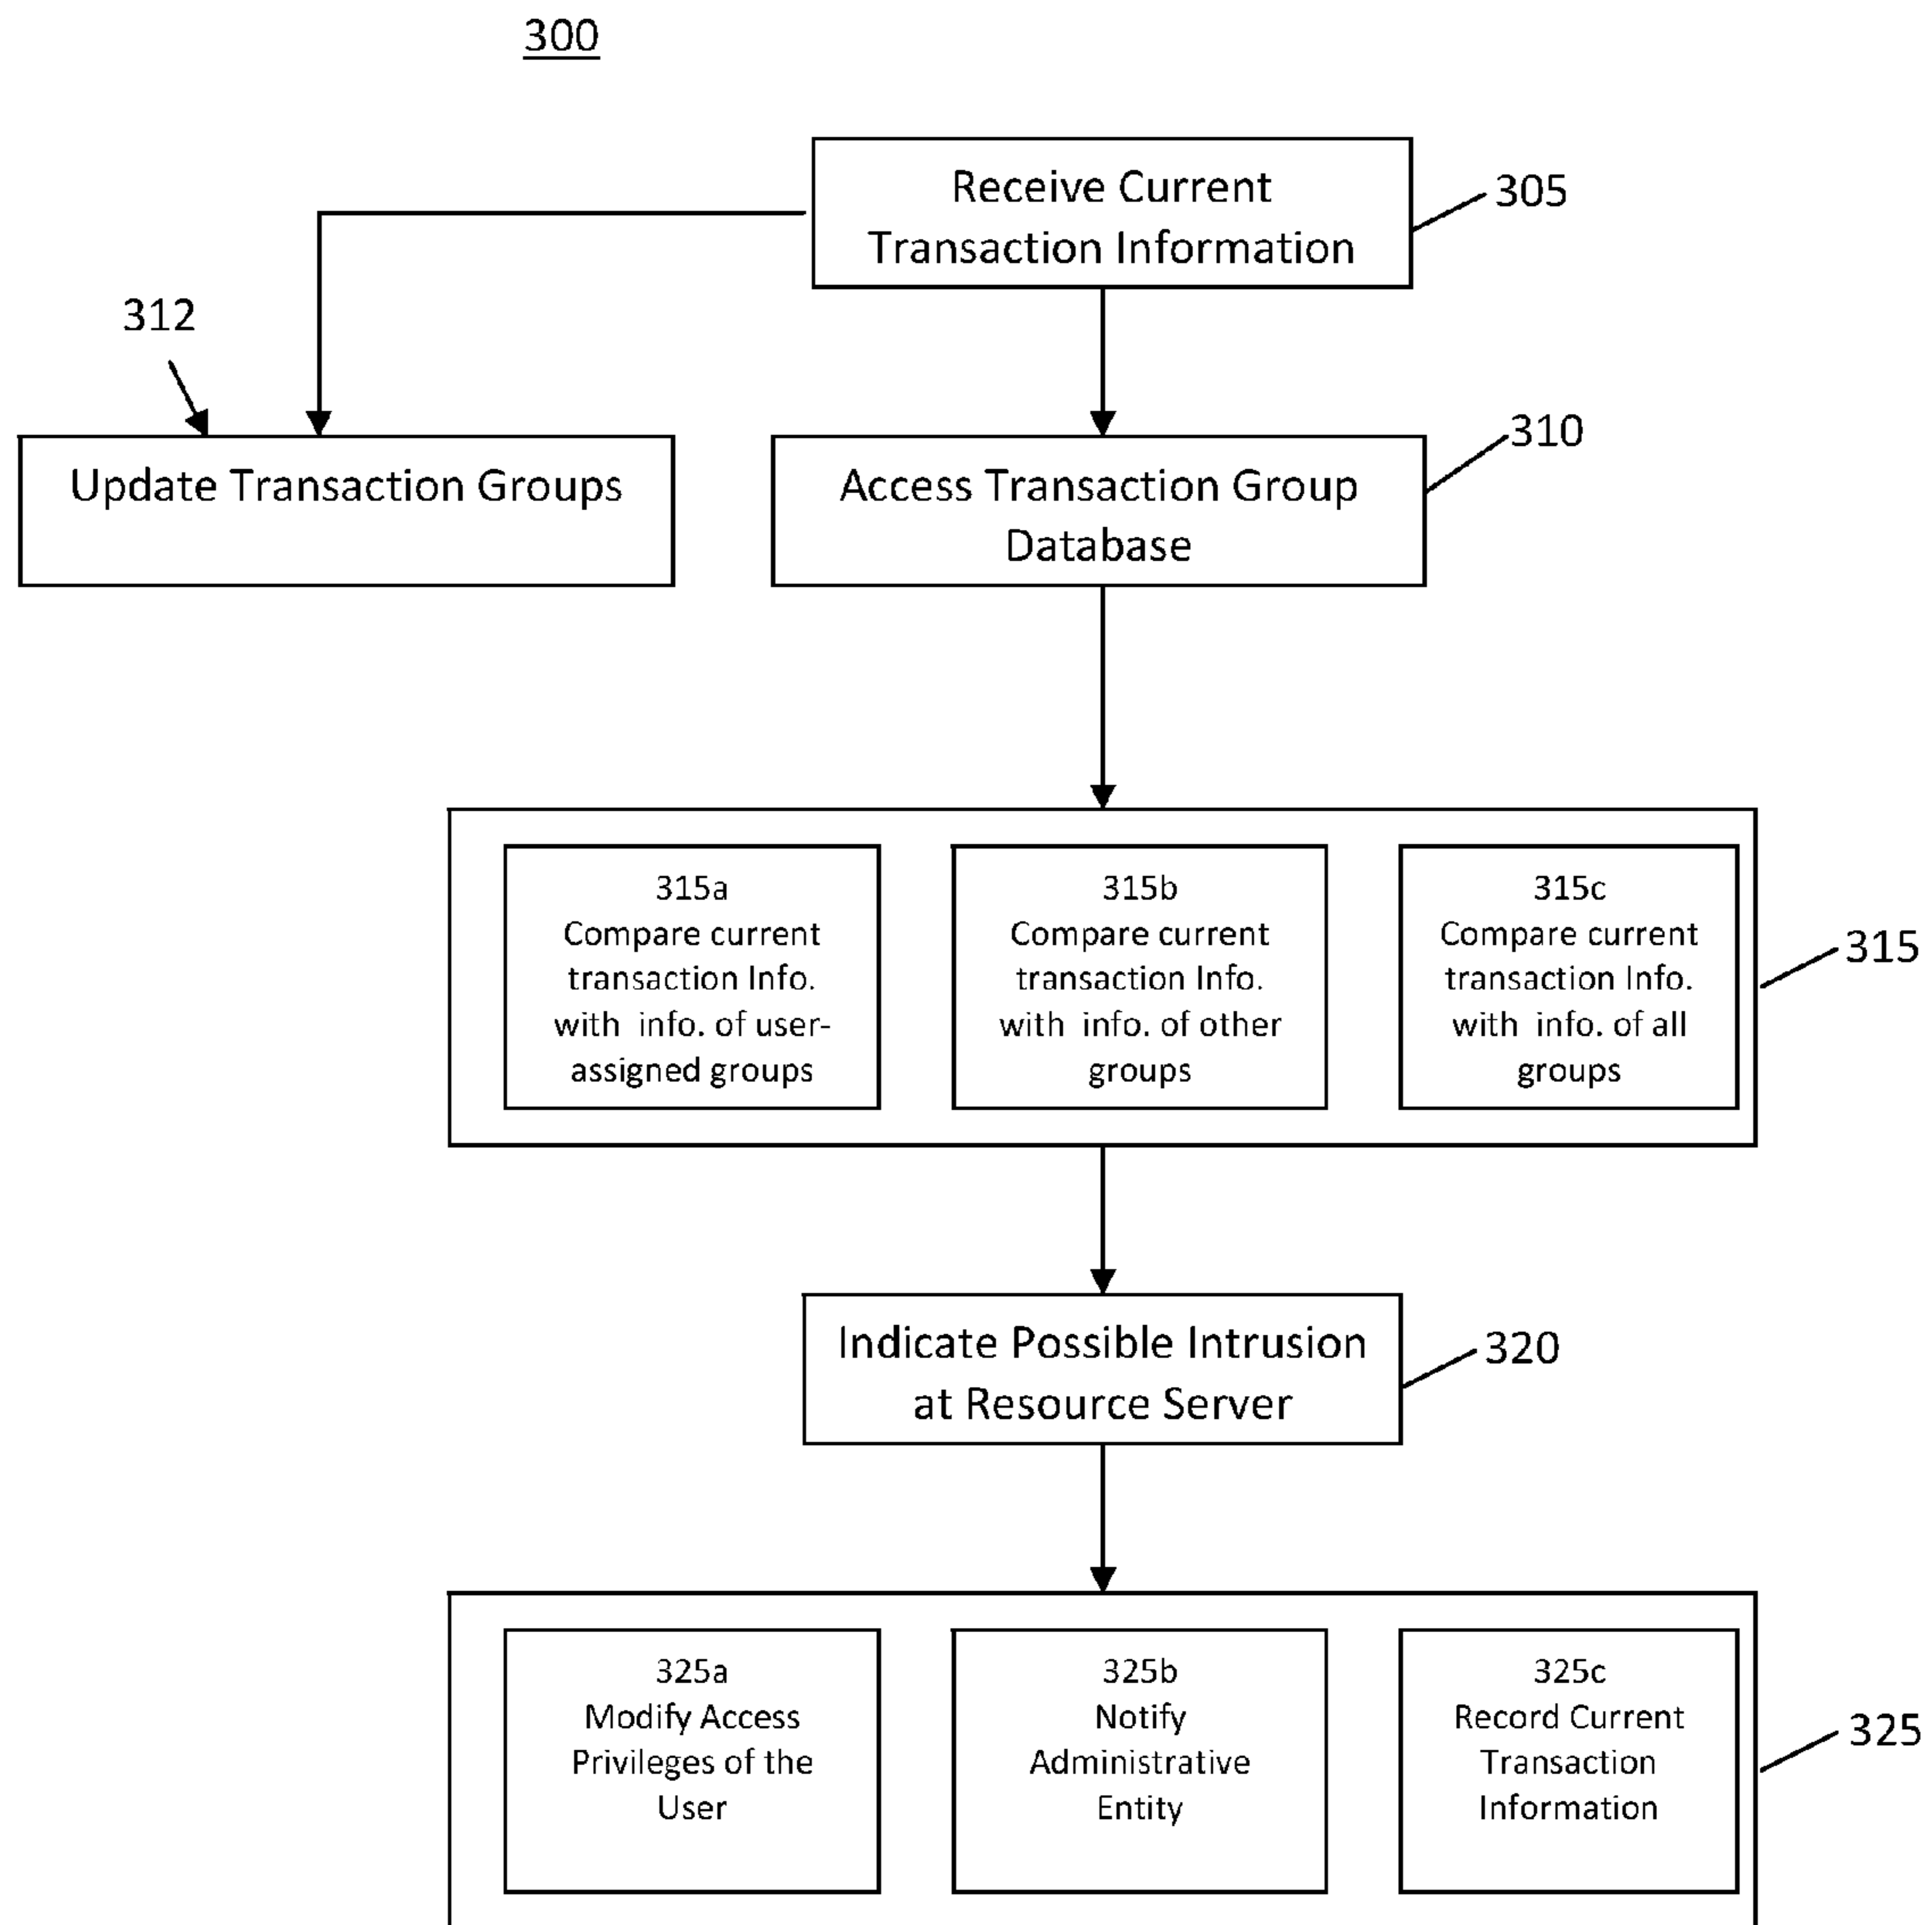 300
Receive Current
Transaction Information
305
312
Update Transaction Groups
Access Transaction Group
Database
310
315a
Compare current
transaction Info.
with info. of user-
assigned groups
315b
Compare current
transaction Info.
with info. of other
groups
315c
Compare current
transaction Info.
with info. of all
groups
315
Indicate Possible Intrusion
at Resource Server
320
325a
Modify Access
Privileges of the
User
325b
Notify
Administrative
Entity
325c
Record Current
Transaction
Information
325